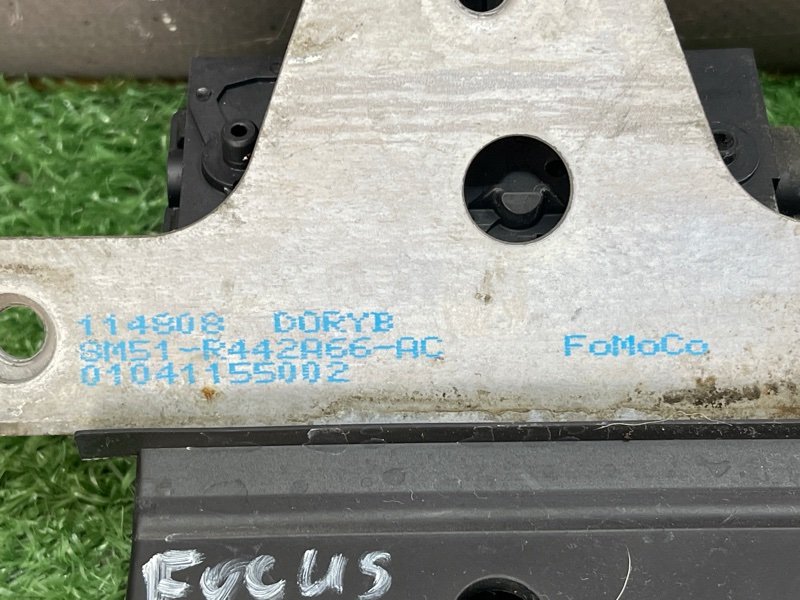 114808 DORYB
8M51-R442A66-AC FoMoCo
01041155002
FOCUS